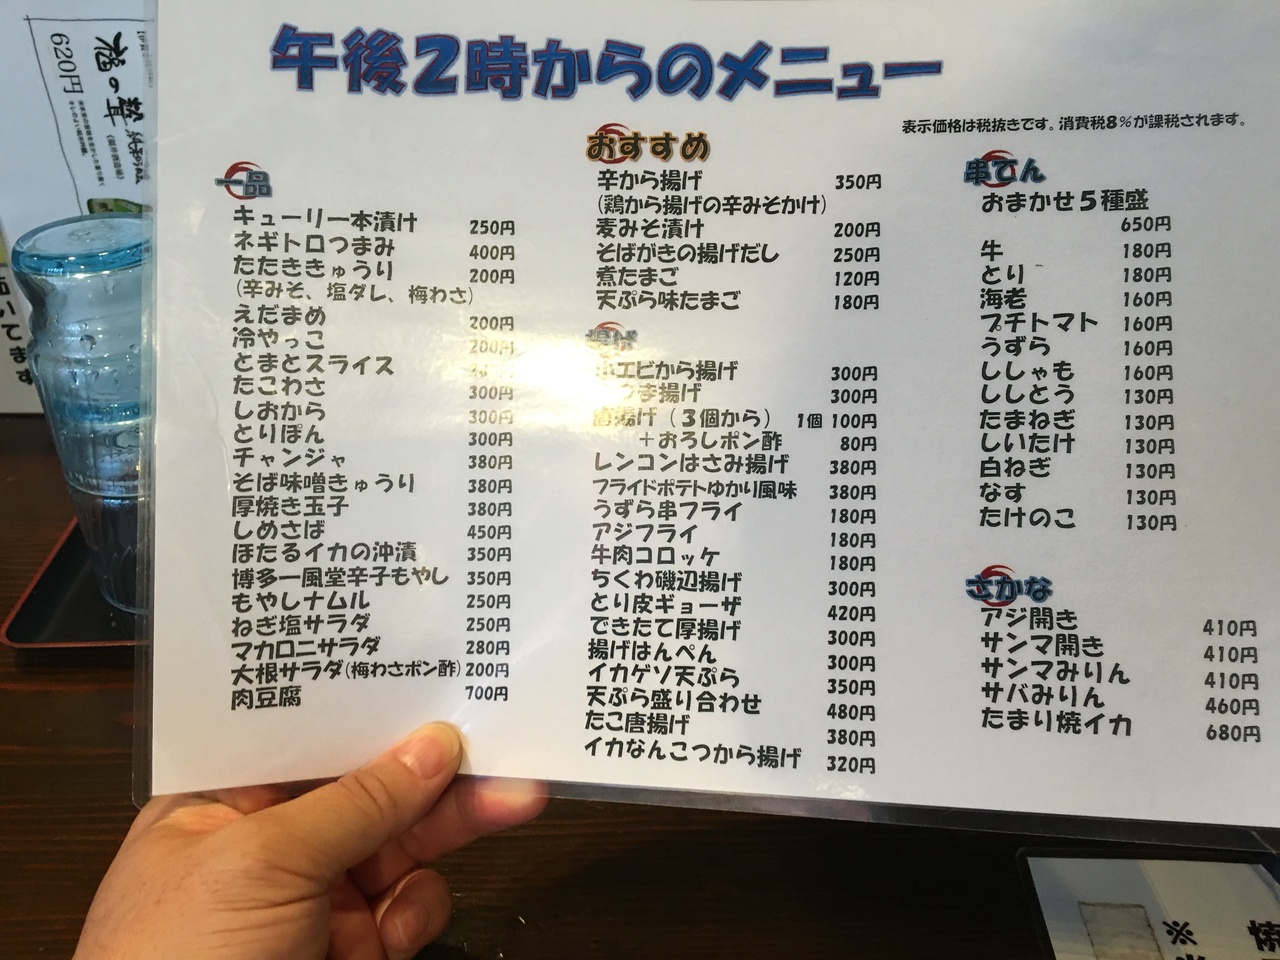 午後2時からのメニュー
表示価格は税抜きです。消費税8%が課税されます。
一品
キューリ一本漬け 250円
ネギトロつまみ 400円
たたききゅうり 200円
(辛みそ、塩ダレ、梅わさ)
えだまめ 200円
冷やっこ 200円
とまとスライス
たこわさ 300円
しおから 300円
とりぽん 300円
チャンジャ 380円
そば味噌きゅうり 380円
厚焼き玉子 380円
しめさば 450円
ほたるイカの沖漬 350円
博多一風堂辛子もやし 350円
もやしナムル 250円
ねぎ塩サラダ 250円
マカロニサラダ 280円
大根サラダ(梅わさポン酢) 200円
肉豆腐 700円
おすすめ
辛から揚げ 350円
(鶏から揚げの辛みそかけ)
麦みそ漬け 200円
そばがきの揚げだし 250円
煮たまご 120円
天ぷら味たまご 180円
揚げ
小エビから揚げ 300円
ま揚げ 300円
唐揚げ(3個から) 1個 100円
+おろしポン酢 80円
レンコンはさみ揚げ 380円
フライドポテトゆかり風味 380円
うずら串フライ 180円
アジフライ 180円
牛肉コロッケ 180円
ちくわ磯辺揚げ 300円
とり皮ギョーザ 420円
できたて厚揚げ 300円
揚げはんぺん 300円
イカゲソ天ぷら 350円
天ぷら盛り合わせ 480円
たこ唐揚げ 380円
イカなんこつから揚げ 320円
串てん
おまかせ5種盛
650円
牛 180円
とり 180円
海老 160円
プチトマト 160円
うずら 160円
ししゃも 160円
ししとう 130円
たまねぎ 130円
しいたけ 130円
白ねぎ 130円
なす 130円
たけのこ 130円
さかな
アジ開き 410円
サンマ開き 410円
サンマみりん 410円
サバみりん 460円
たまり焼イカ 680円
620円
いてます
※